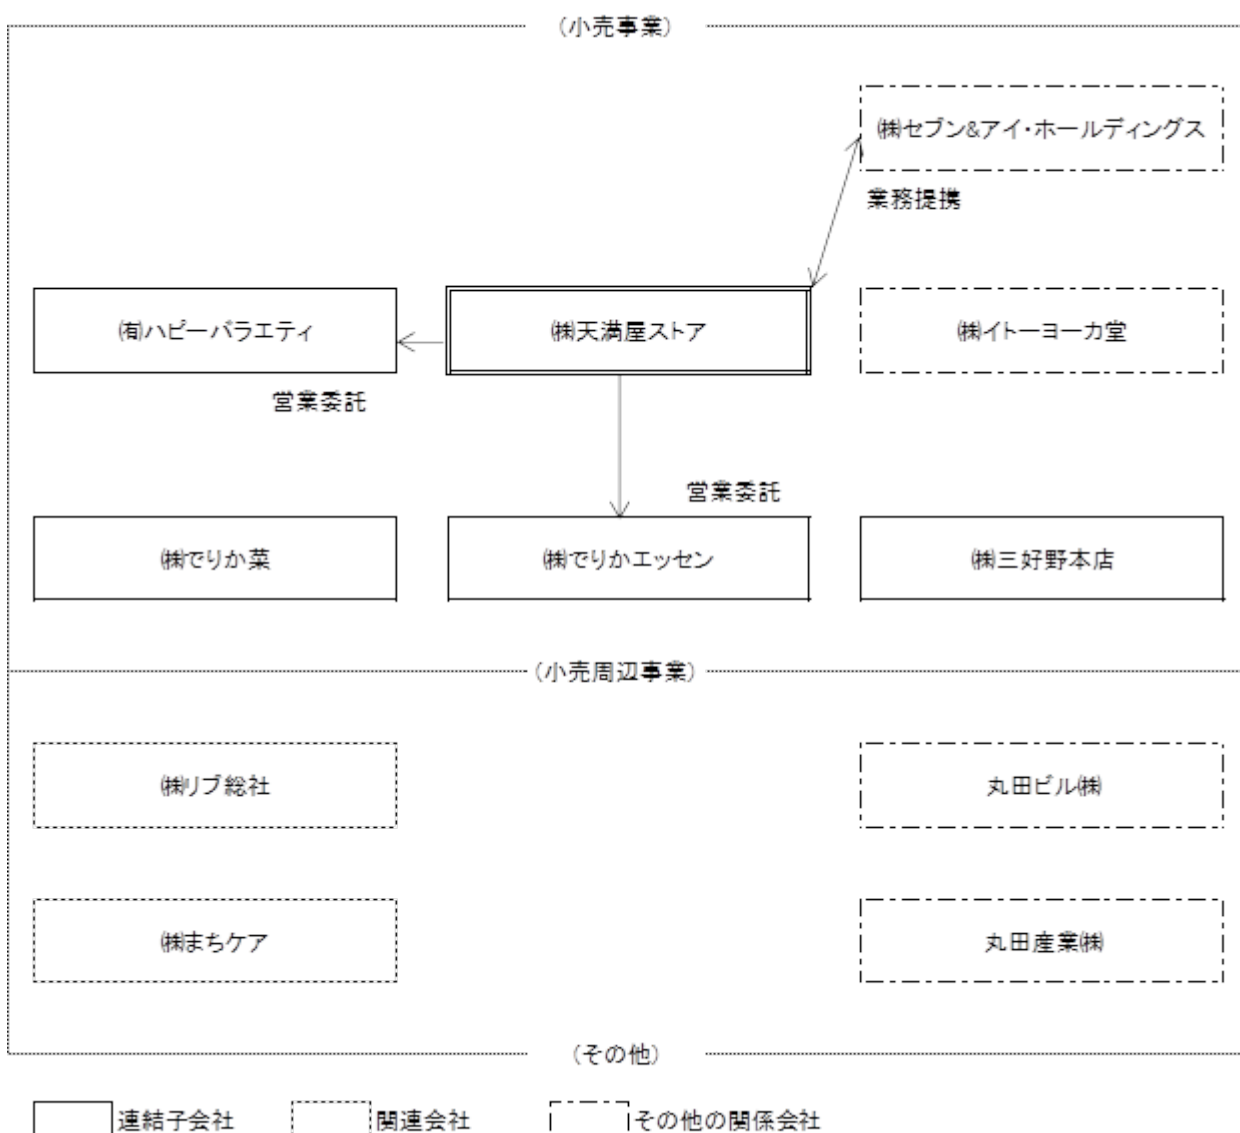 (小売事業)
㈱セブン&アイ・ホールディングス
業務提携
㈲ハピーバラエティ
㈱天満屋ストア
㈱イトーヨーカ堂
営業委託
営業委託
㈱でりか菜
㈱でりかエッセン
㈱三好野本店
(小売周辺事業)
㈱リブ総社
丸田ビル㈱
㈱まちケア
丸田産業㈱
(その他)
連結子会社
関連会社
その他の関係会社